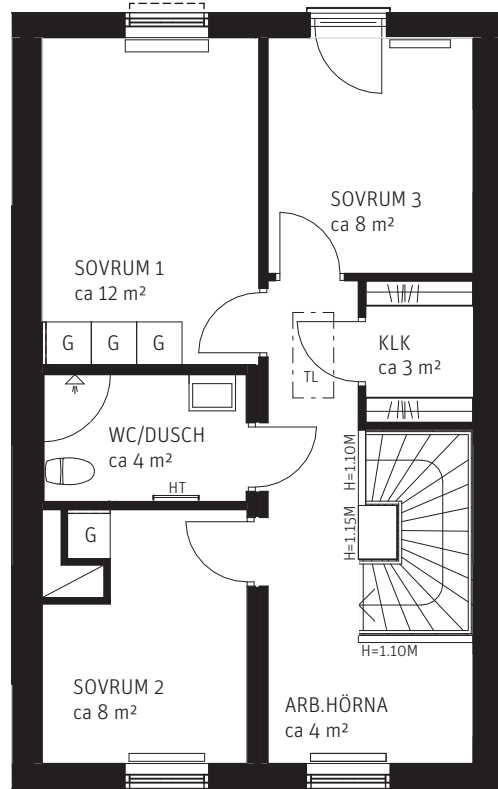 SOVRUM 3
ca 8 m²
SOVRUM 1
ca 12 m²
G G G
TL
KLK
ca 3 m²
WC/DUSCH
ca 4 m²
HT
H=1.10M
H=1.15M
G
H=1.10M
SOVRUM 2
ca 8 m²
ARB.HÖRNA
ca 4 m²